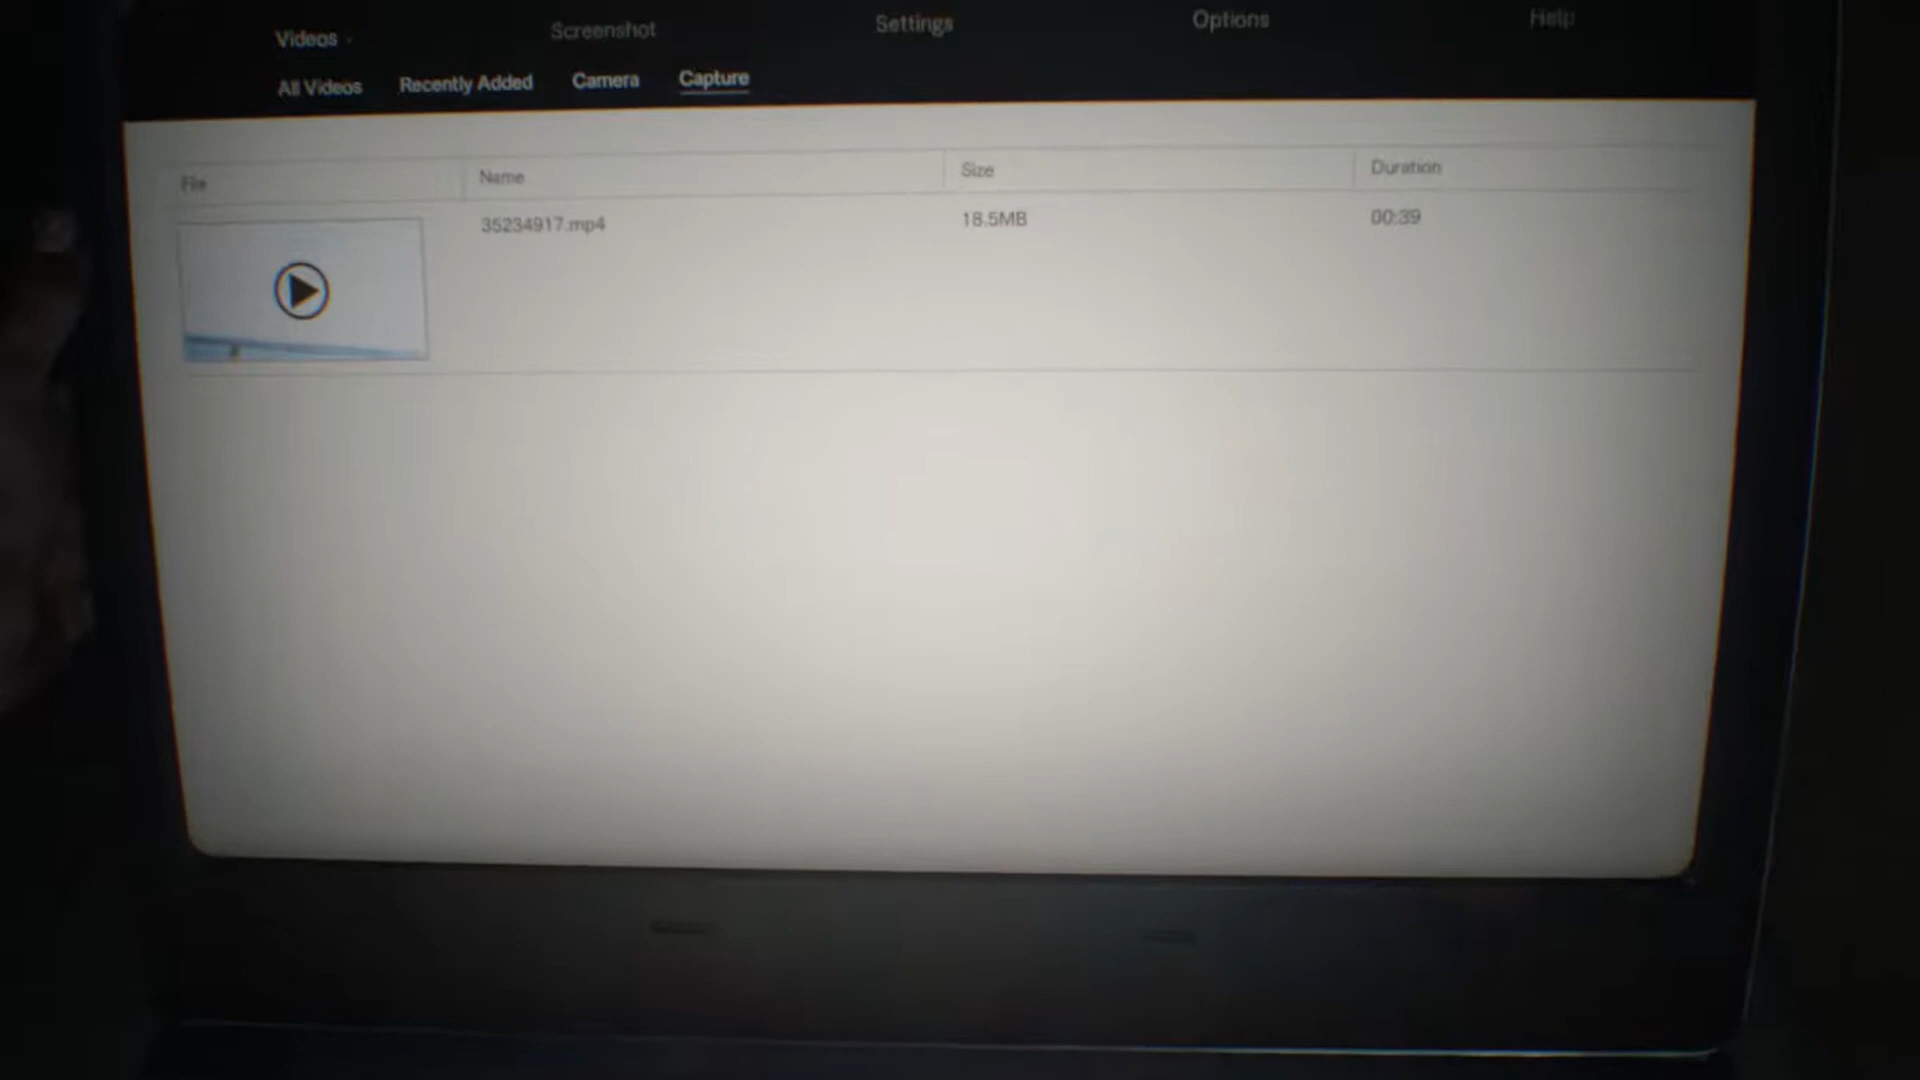 Videos Screenshot Settings Options Help
All Videos Recently Added Camera Capture
File Name Size Duration
35234917.mp4 18.5MB 00:39